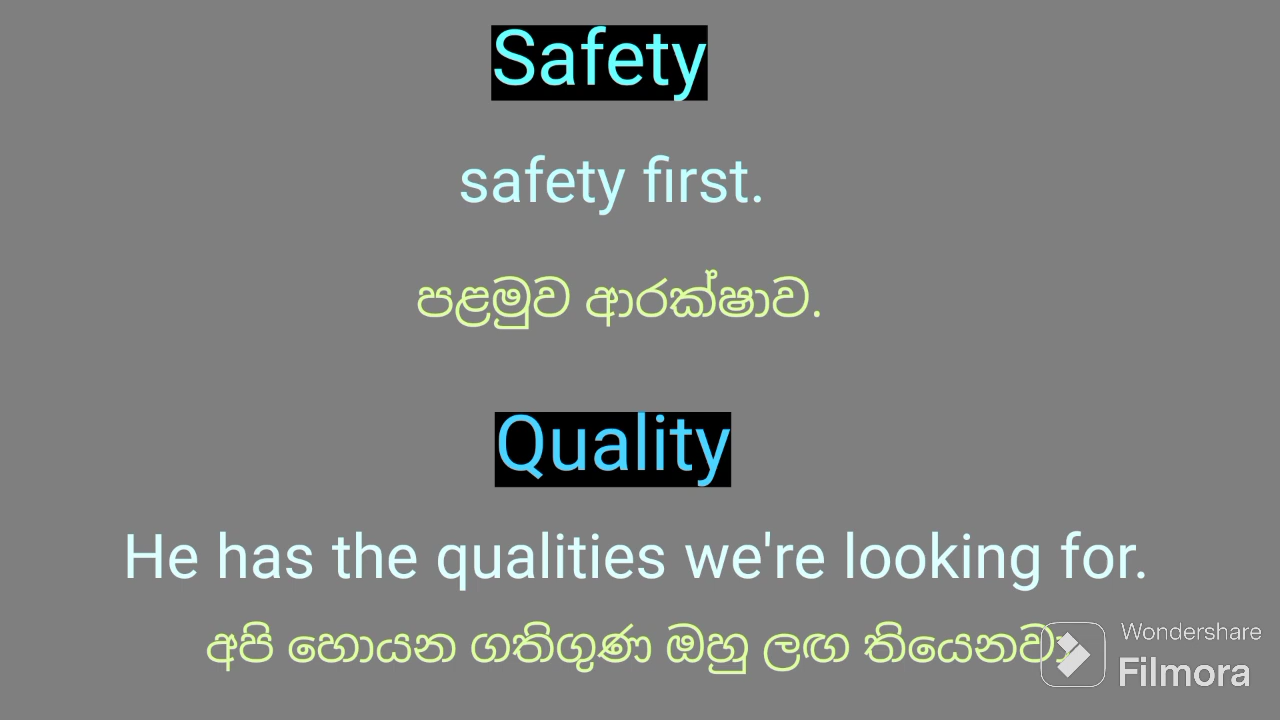 Safety
safety first.
පළමුව ආරක්ෂාව.
Quality
He has the qualities we're looking for.
අපි හොයන ගතිගුණ ඔහු ලඟ තියෙනවා
Wondershare
Filmora